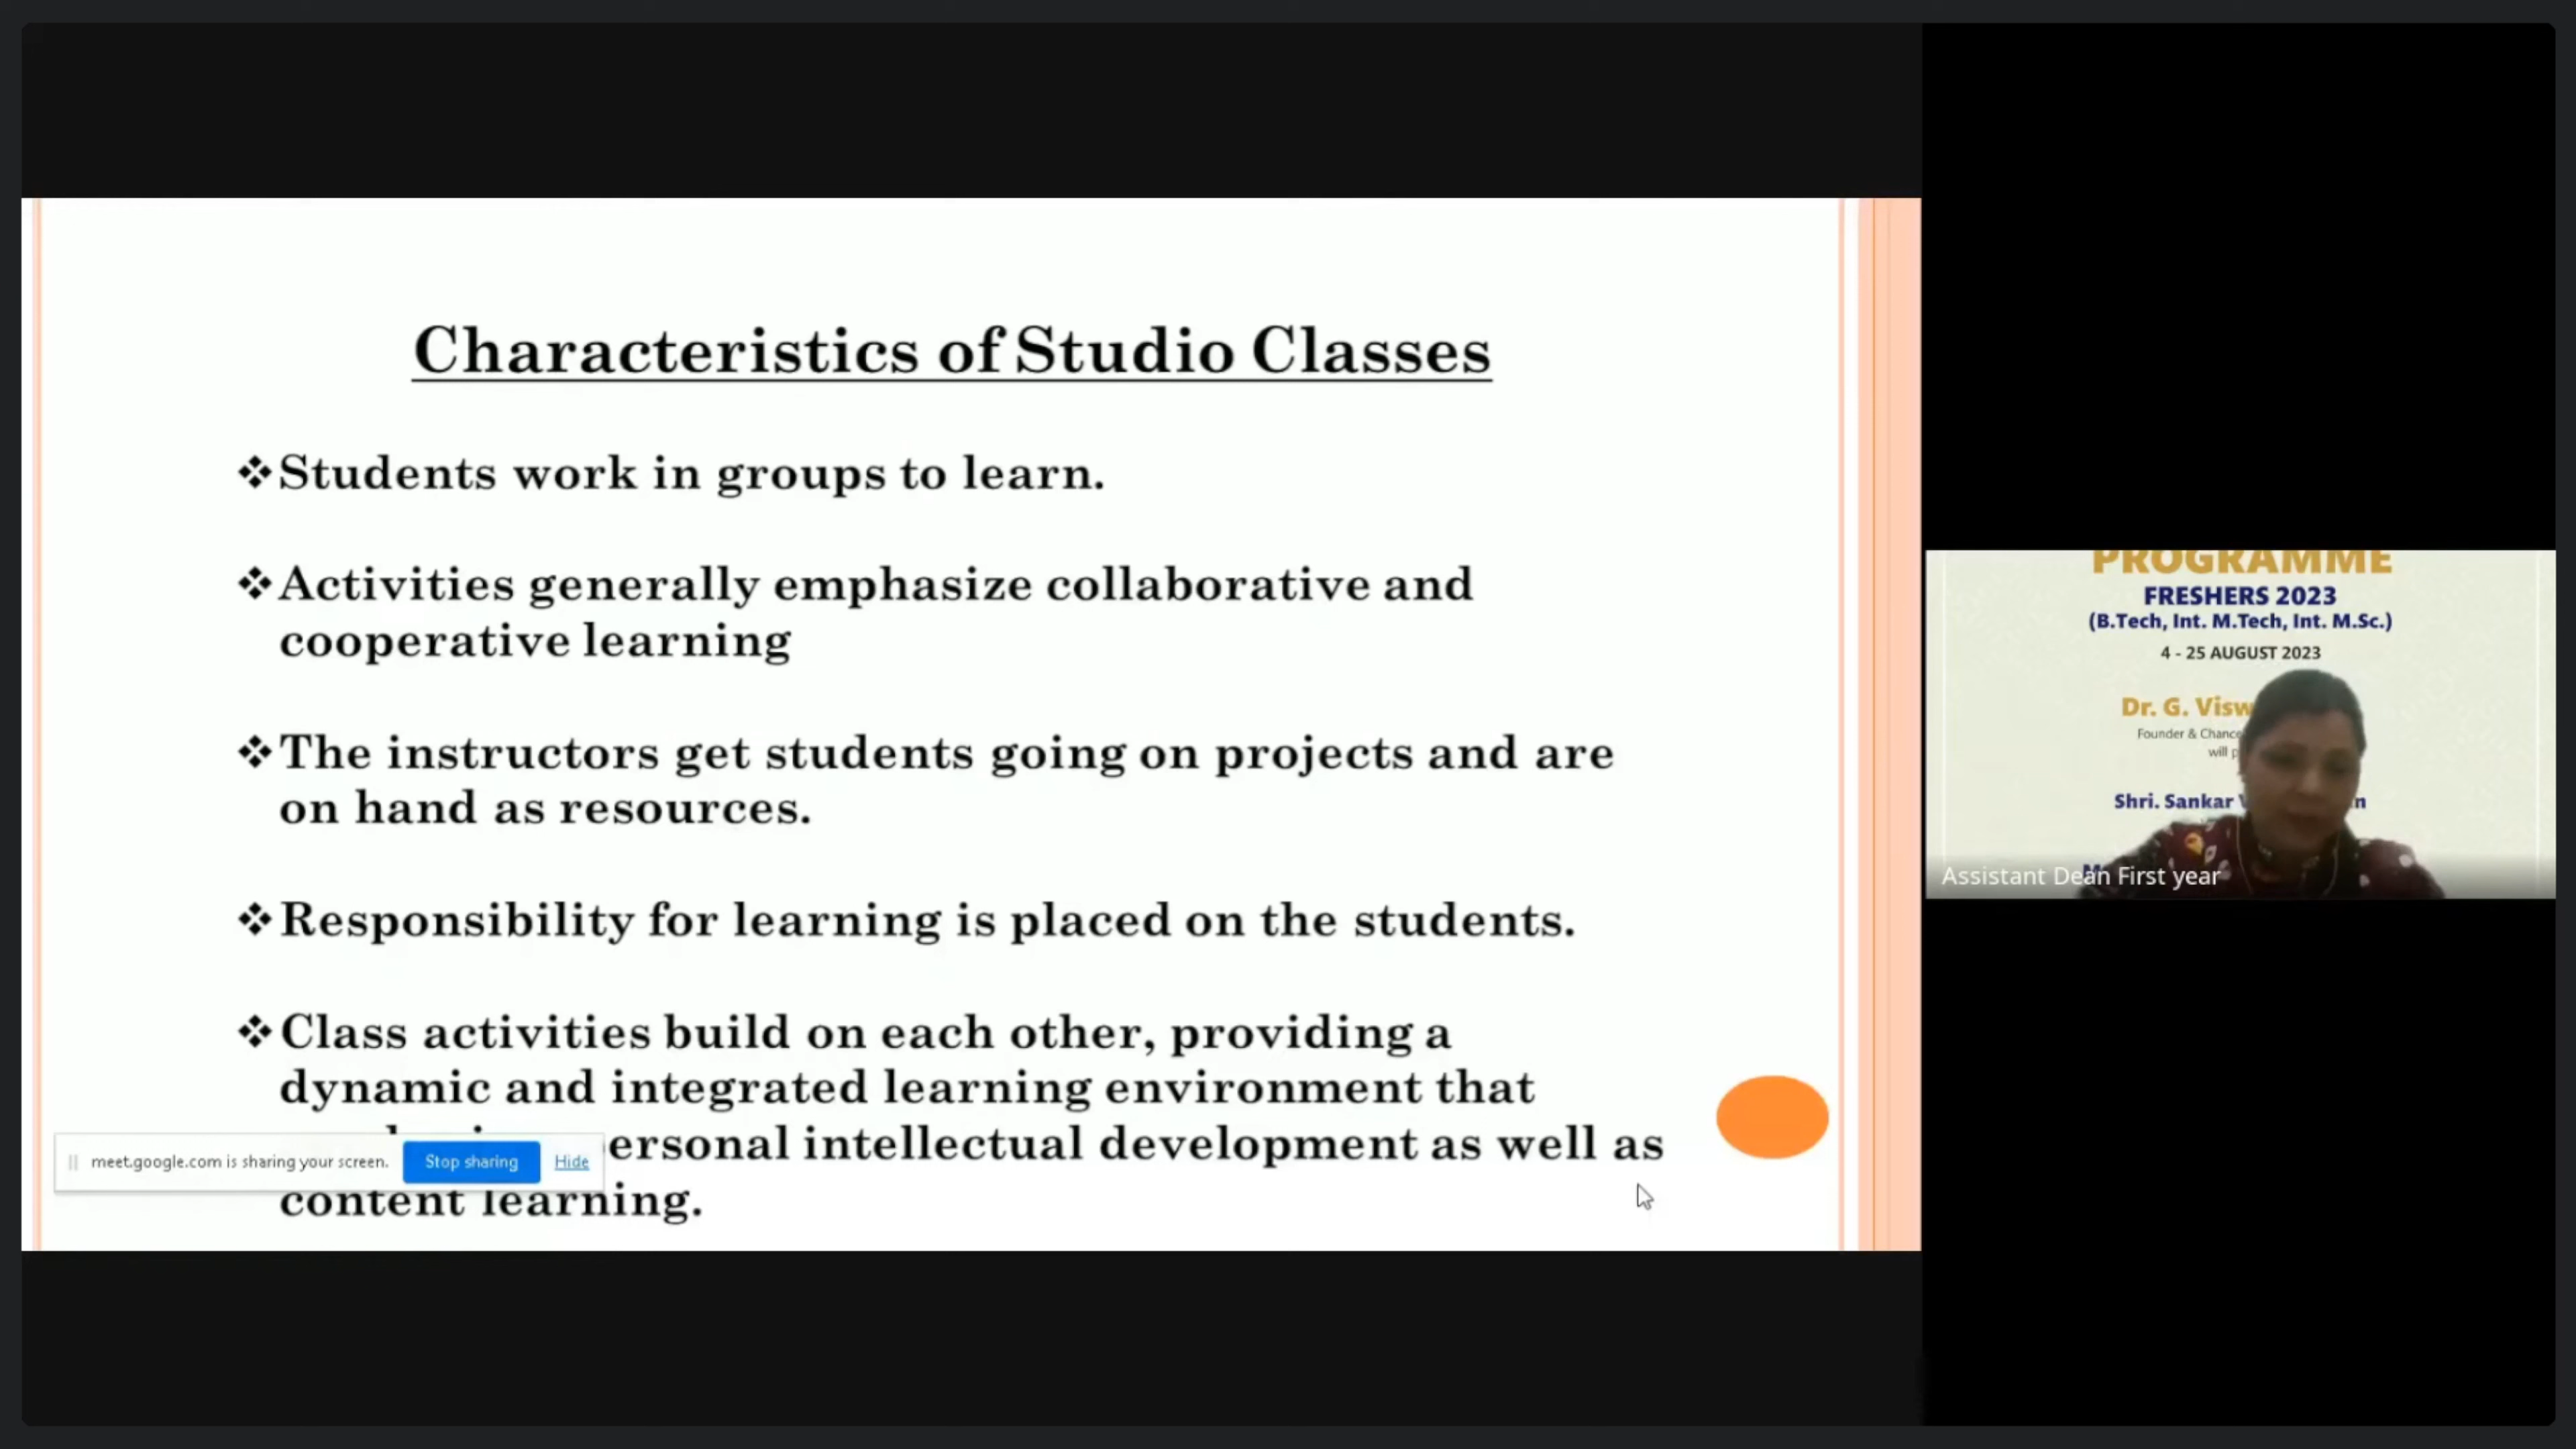 Characteristics of Studio Classes
❖Students work in groups to learn.
❖Activities generally emphasize collaborative and
cooperative learning
❖The instructors get students going on projects and are
on hand as resources.
❖Responsibility for learning is placed on the students.
❖Class activities build on each other, providing a
dynamic and integrated learning environment that
ersonal intellectual development as well as
content learning.
meet.google.com is sharing your screen. Stop sharing Hide
PROGRAMME
FRESHERS 2023
(B.Tech, Int. M.Tech, Int. M.Sc.)
4 - 25 AUGUST 2023
Dr. G. Visw
Founder & Chance
will p
Shri. Sankar
Assistant Dean First year